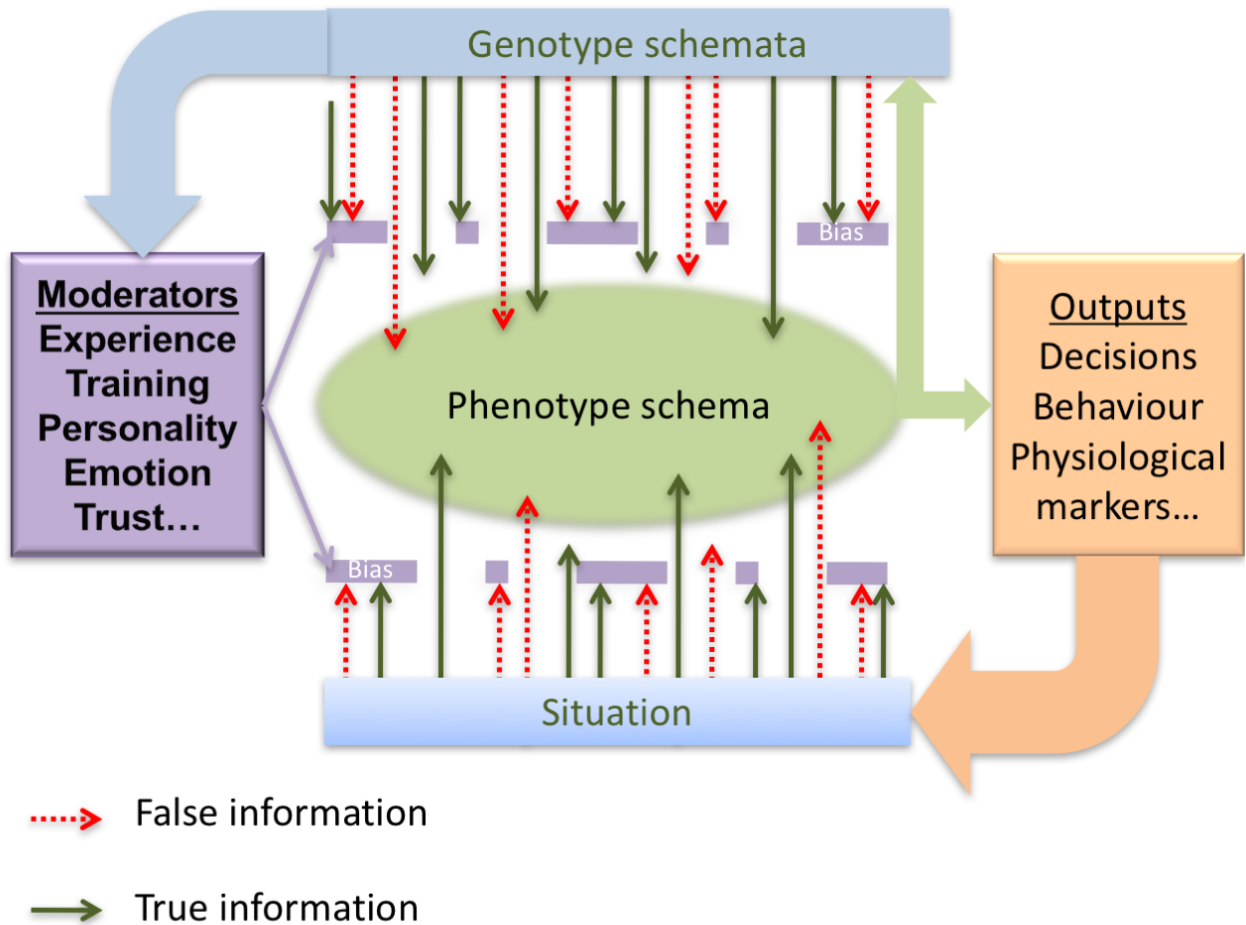 Genotype schemata
Bias
Moderators
Experience
Training
Personality
Emotion
Trust…
Phenotype schema
Outputs
Decisions
Behaviour
Physiological
markers…
Bias
Situation
False information
True information